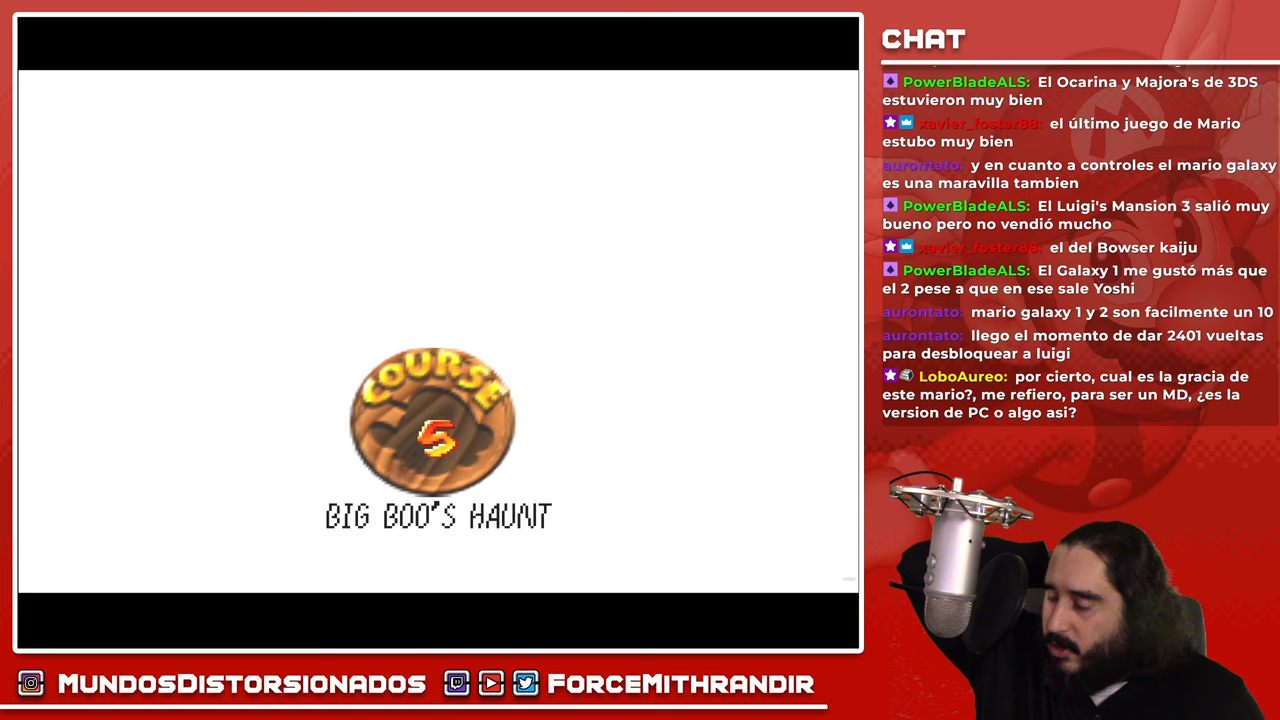 COURSE
5
BIG BOO'S HAUNT
CHAT
PowerBladeALS: El Ocarina y Majora's de 3DS
estuvieron muy bien
xavier_foster88: el último juego de Mario
estubo muy bien
aurontato: y en cuanto a controles el mario galaxy
es una maravilla tambien
PowerBladeALS: El Luigi's Mansion 3 salió muy
bueno pero no vendió mucho
xavier_foster88: el del Bowser kaiju
PowerBladeALS: El Galaxy 1 me gustó más que
el 2 pese a que en ese sale Yoshi
aurontato: mario galaxy 1 y 2 son facilmente un 10
aurontato: llego el momento de dar 2401 vueltas
para desbloquear a luigi
LoboAureo: por cierto, cual es la gracia de
este mario?, me refiero, para ser un MD, ¿es la
version de PC o algo asi?
MUNDOSDISTORSIONADOS
FORCEMITHRANDIR